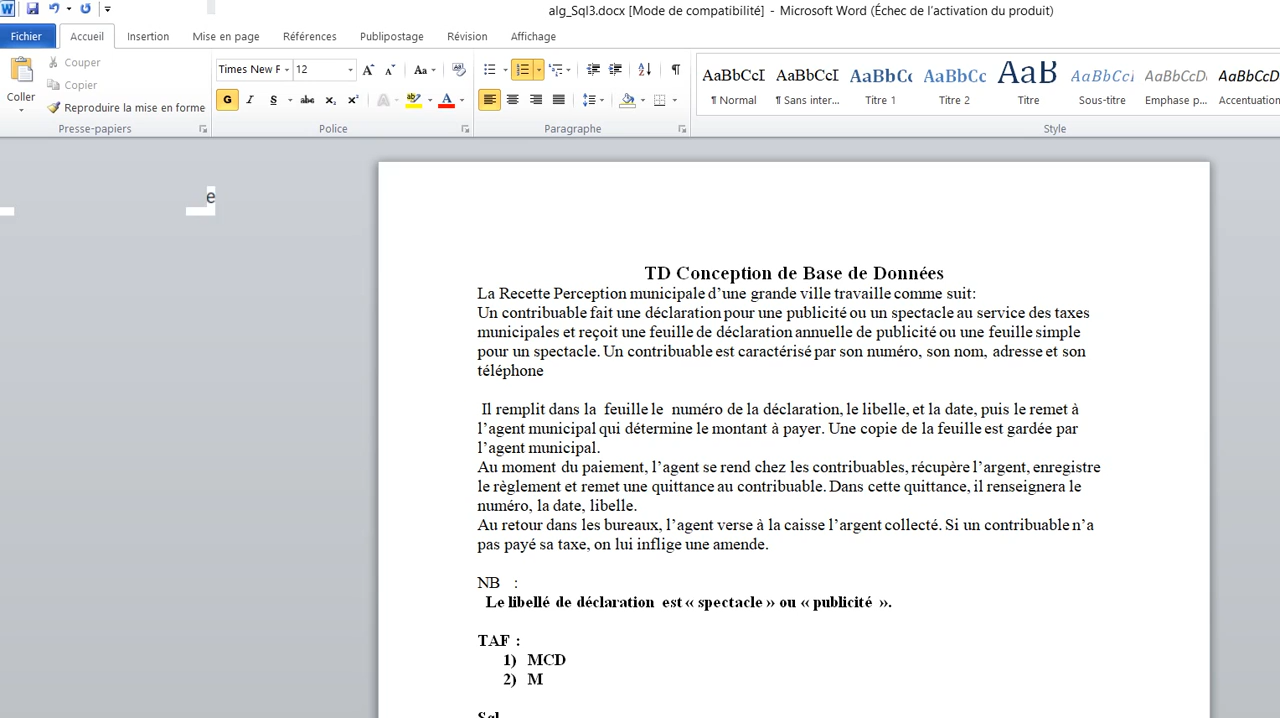 alg_Sql3.docx [Mode de compatibilité] - Microsoft Word (Échec de l'activation du produit)
Fichier Accueil Insertion Mise en page Références Publipostage Révision Affichage
Coller
Couper
Copier
Reproduire la mise en forme
Presse-papiers
Times New F 12
Police
Paragraphe
AaBbCcI AaBbCcI AaBbCc AaBbCc AaB AaBbCcI AaBbCcD AaBbCcD
¶ Normal ¶ Sans inter... Titre 1 Titre 2 Titre Sous-titre Emphase p... Accentuation
Style
e
TD Conception de Base de Données
La Recette Perception municipale d’une grande ville travaille comme suit:
Un contribuable fait une déclaration pour une publicité ou un spectacle au service des taxes
municipales et reçoit une feuille de déclaration annuelle de publicité ou une feuille simple
pour un spectacle. Un contribuable est caractérisé par son numéro, son nom, adresse et son
téléphone
Il remplit dans la feuille le numéro de la déclaration, le libelle, et la date, puis le remet à
l’agent municipal qui détermine le montant à payer. Une copie de la feuille est gardée par
l’agent municipal.
Au moment du paiement, l’agent se rend chez les contribuables, récupère l’argent, enregistre
le règlement et remet une quittance au contribuable. Dans cette quittance, il renseignera le
numéro, la date, libelle.
Au retour dans les bureaux, l’agent verse à la caisse l’argent collecté. Si un contribuable n’a
pas payé sa taxe, on lui inflige une amende.
NB :
Le libellé de déclaration est « spectacle » ou « publicité ».
TAF :
1) MCD
2) M
Sql